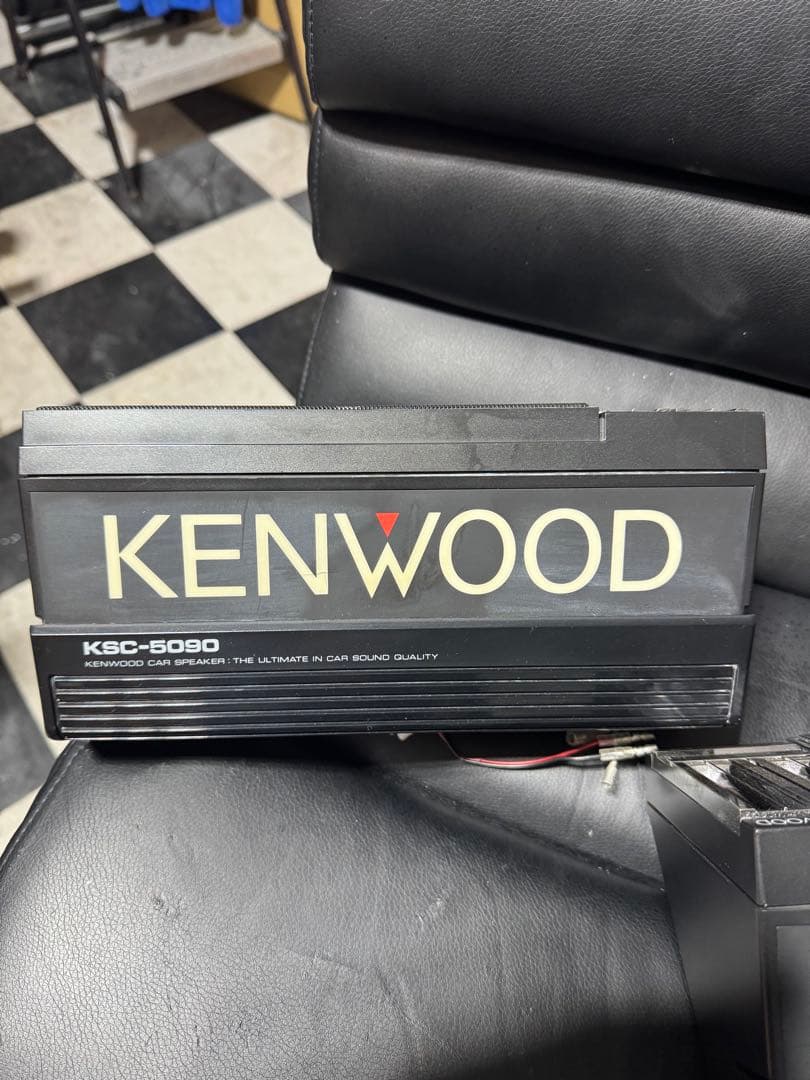 KENWOOD
KSC-5090
KENWOOD CAR SPEAKER : THE ULTIMATE IN CAR SOUND QUALITY